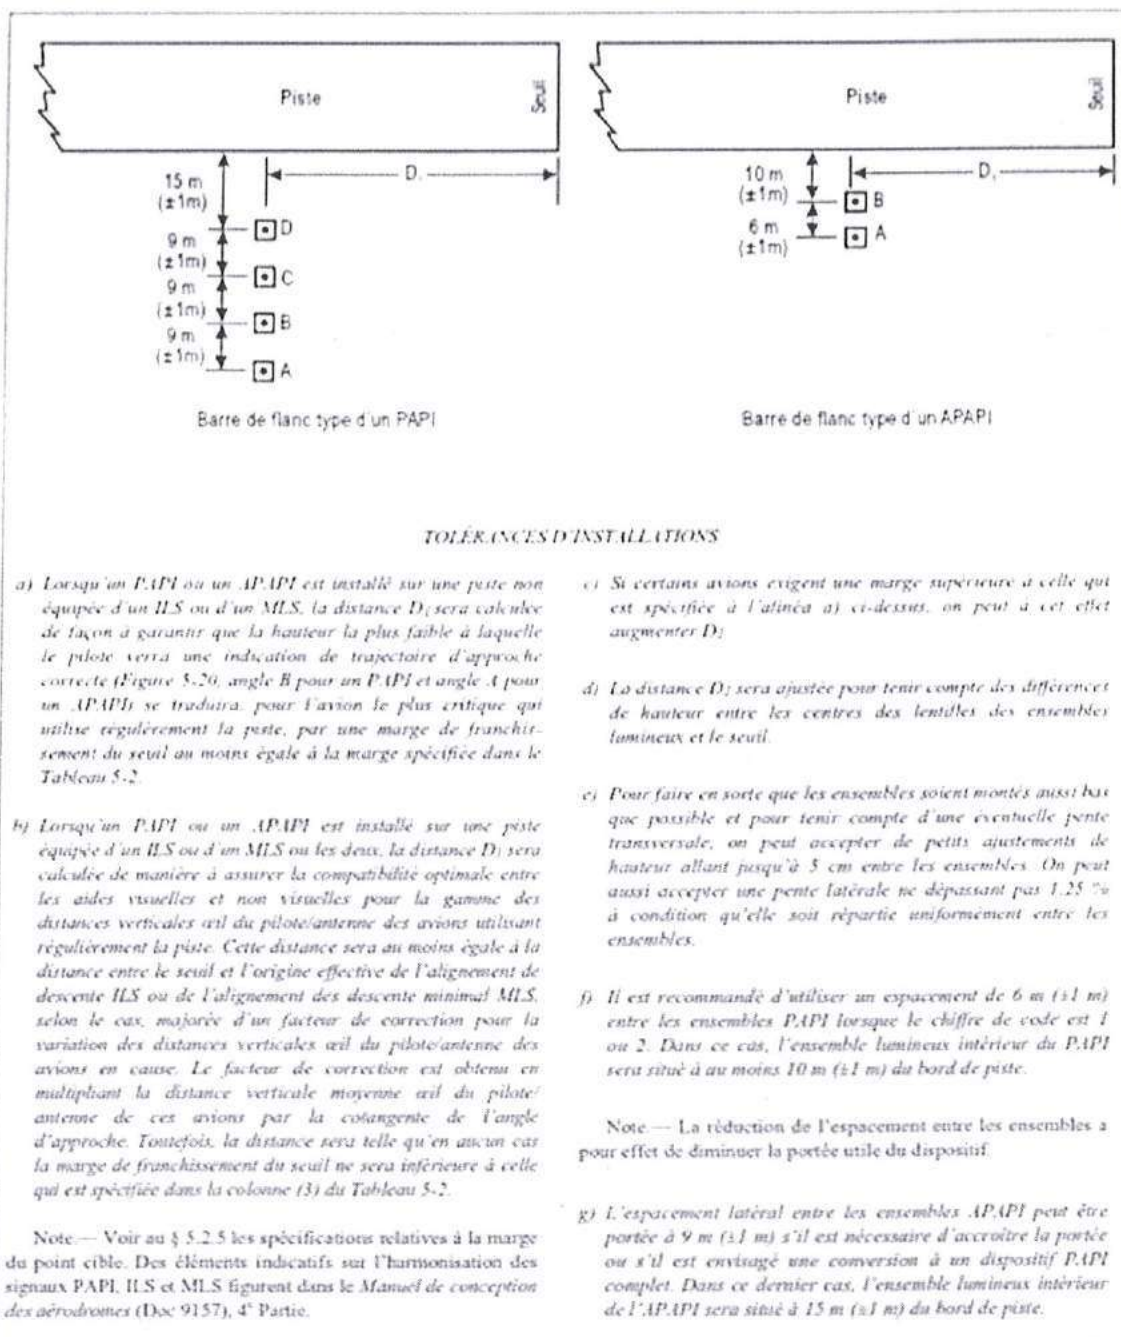 Piste
Seuil
D₁
15 m
(±1m)
D
9 m
(±1m)
C
9 m
(±1m)
B
9 m
(±1m)
A
Barre de flanc type d'un PAPI
Piste
Seuil
D₁
10 m
(±1m)
B
6 m
(±1m)
A
Barre de flanc type d'un APAPI
TOLÉRANCES D'INSTALLATIONS
a) Lorsqu'un PAPI ou un APAPI est installé sur une piste non
équipée d'un ILS ou d'un MLS, la distance D₁ sera calculée
de façon à garantir que la hauteur la plus faible à laquelle
le pilote verra une indication de trajectoire d'approche
correcte (Figure 5-20, angle B pour un PAPI et angle A pour
un APAPI) se traduira, pour l'avion le plus critique qui
utilise régulièrement la piste, par une marge de franchis-
sement du seuil au moins égale à la marge spécifiée dans le
Tableau 5-2.
b) Lorsqu'un PAPI ou un APAPI est installé sur une piste
équipée d'un ILS ou d'un MLS ou les deux, la distance D₁ sera
calculée de manière à assurer la compatibilité optimale entre
les aides visuelles et non visuelles pour la gamme des
distances verticales œil du pilote/antenne des avions utilisant
régulièrement la piste. Cette distance sera au moins égale à la
distance entre le seuil et l'origine effective de l'alignement de
descente ILS ou de l'alignement des descente minimal MLS,
selon le cas, majorée d'un facteur de correction pour la
variation des distances verticales œil du pilote/antenne des
avions en cause. Le facteur de correction est obtenu en
multipliant la distance verticale moyenne œil du pilote/
antenne de ces avions par la cotangente de l'angle
d'approche. Toutefois, la distance sera telle qu'en aucun cas
la marge de franchissement du seuil ne sera inférieure à celle
qui est spécifiée dans la colonne (3) du Tableau 5-2.
Note.— Voir au § 5.2.5 les spécifications relatives à la marge
du point cible. Des éléments indicatifs sur l'harmonisation des
signaux PAPI, ILS et MLS figurent dans le Manuel de conception
des aérodromes (Doc 9157), 4ᵉ Partie.
c) Si certains avions exigent une marge supérieure à celle qui
est spécifiée à l'alinéa a) ci-dessus, on peut à cet effet
augmenter D₁
d) La distance D₁ sera ajustée pour tenir compte des différences
de hauteur entre les centres des lentilles des ensembles
lumineux et le seuil.
e) Pour faire en sorte que les ensembles soient montés aussi bas
que possible et pour tenir compte d'une éventuelle pente
transversale, on peut accepter de petits ajustements de
hauteur allant jusqu'à 5 cm entre les ensembles. On peut
aussi accepter une pente latérale ne dépassant pas 1.25 %
à condition qu'elle soit répartie uniformément entre les
ensembles.
f) Il est recommandé d'utiliser un espacement de 6 m (±1 m)
entre les ensembles PAPI lorsque le chiffre de code est 1
ou 2. Dans ce cas, l'ensemble lumineux intérieur du PAPI
sera situé à au moins 10 m (±1 m) du bord de piste.
Note.— La réduction de l'espacement entre les ensembles a
pour effet de diminuer la portée utile du dispositif.
g) L'espacement latéral entre les ensembles APAPI peut être
portée à 9 m (±1 m) s'il est nécessaire d'accroître la portée
ou s'il est envisagé une conversion à un dispositif PAPI
complet. Dans ce dernier cas, l'ensemble lumineux intérieur
de l'APAPI sera situé à 15 m (±1 m) du bord de piste.